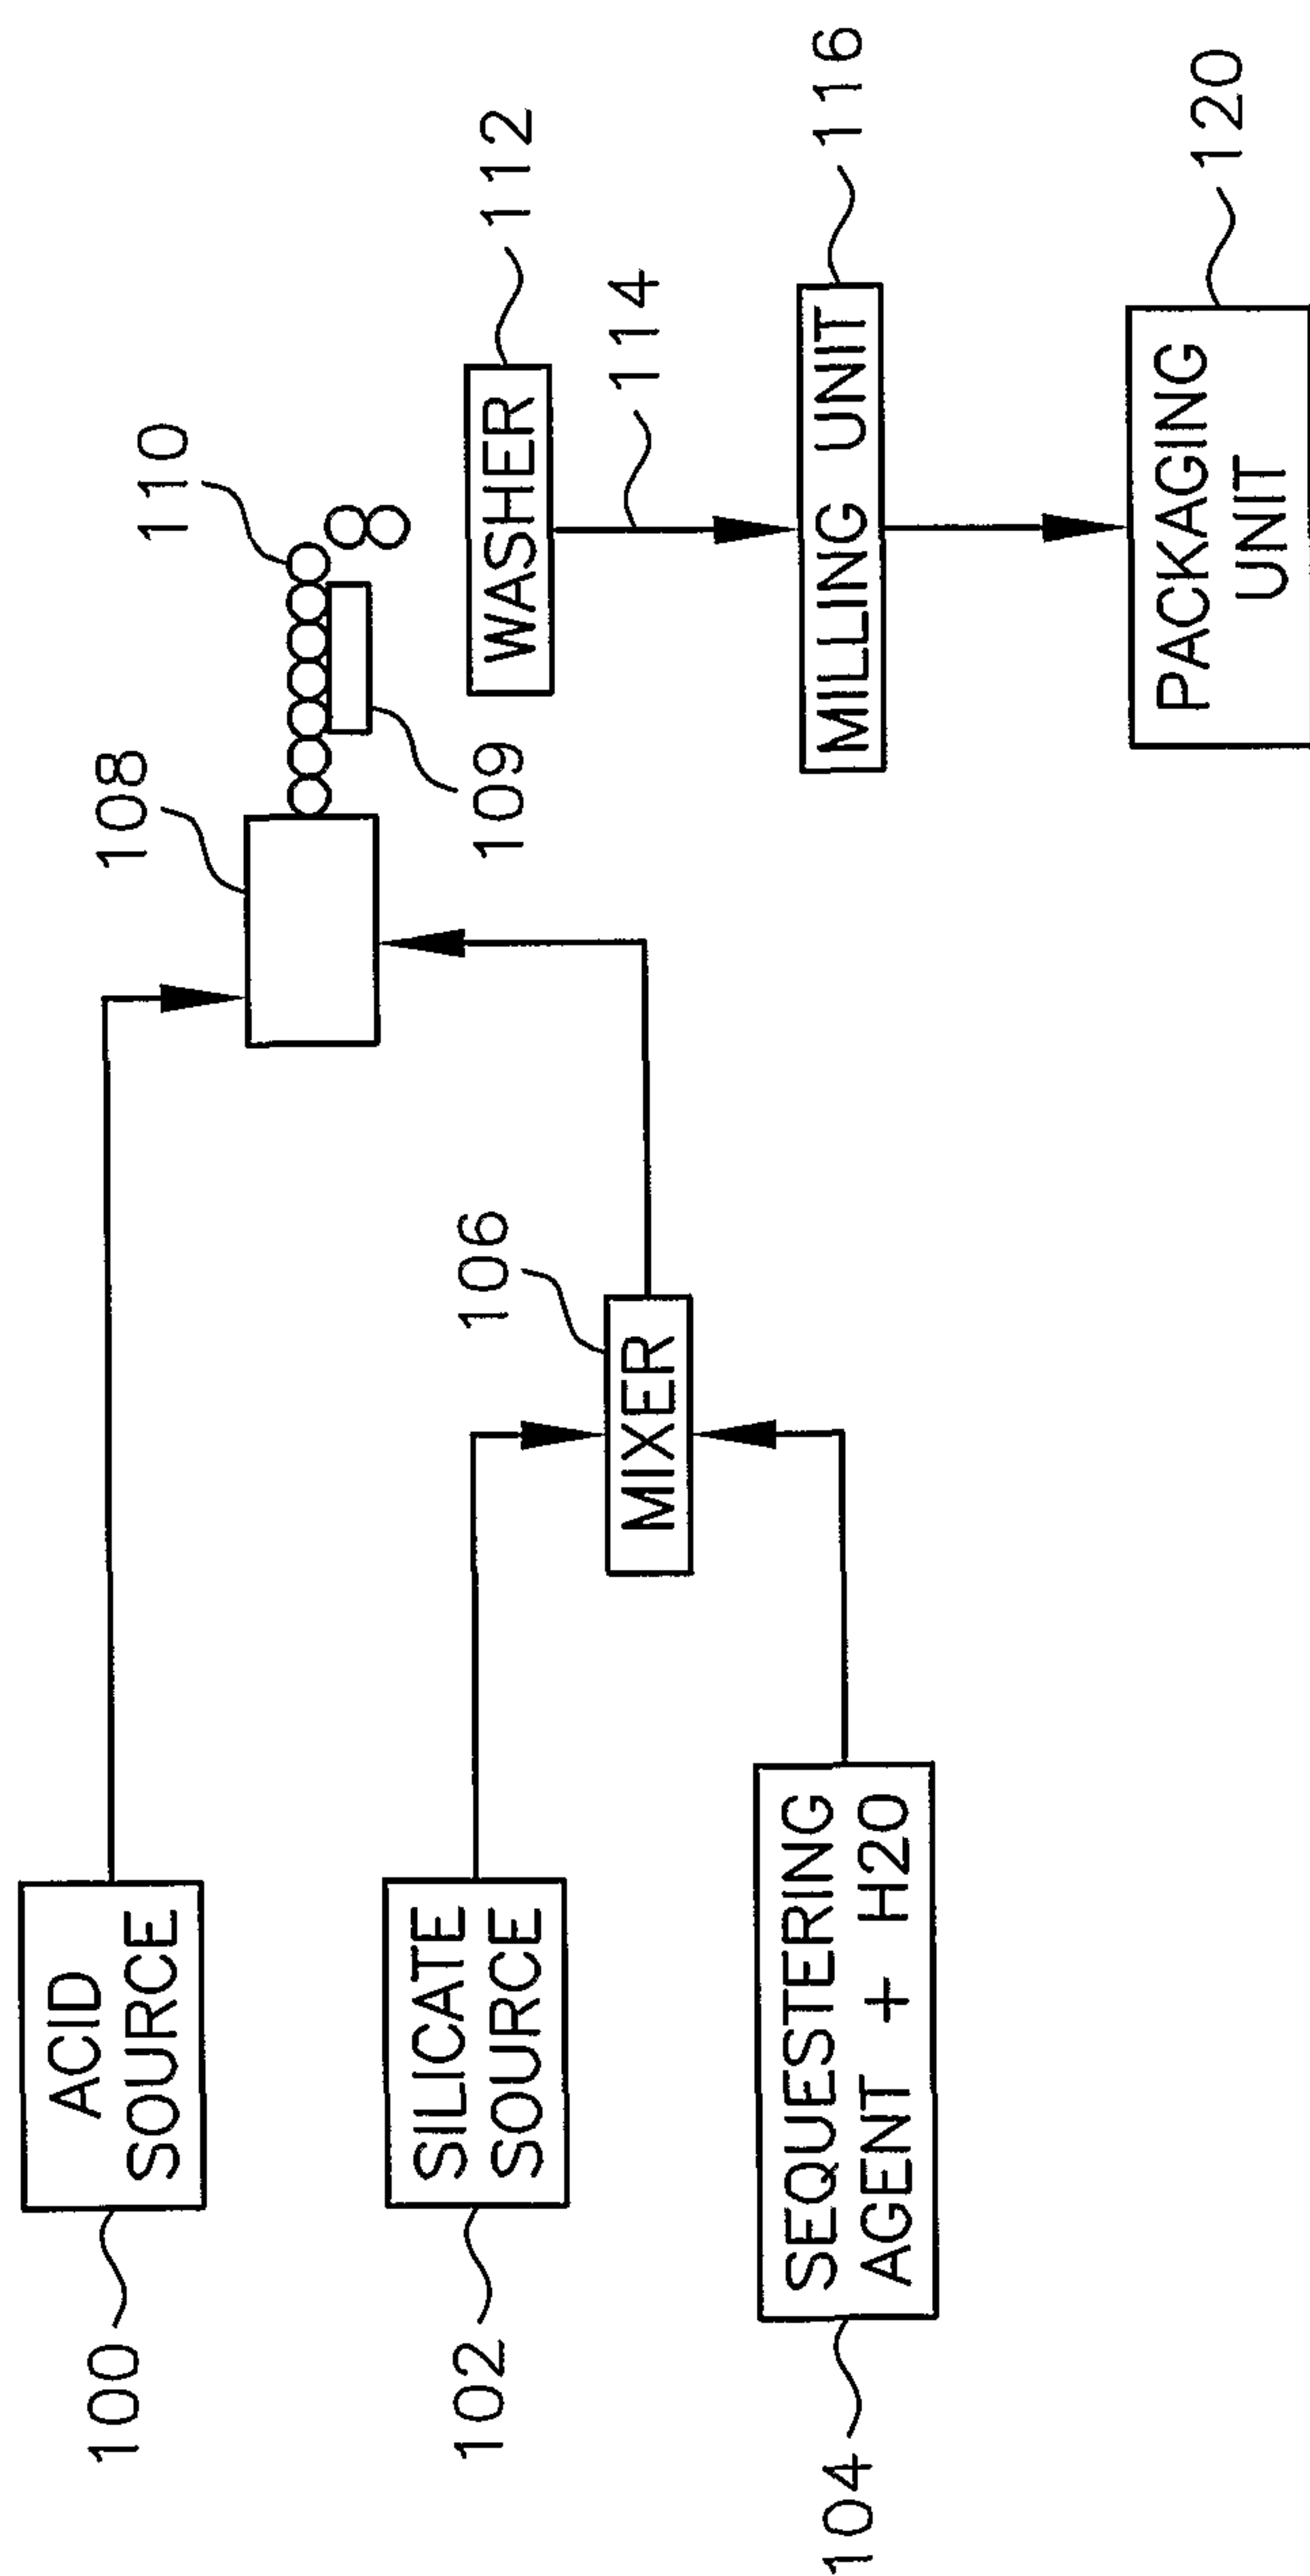 100
ACID
SOURCE
102
SILICATE
SOURCE
104
SEQUESTERING
AGENT + H2O
106
MIXER
108
109
110
112
WASHER
114
116
MILLING UNIT
120
PACKAGING
UNIT